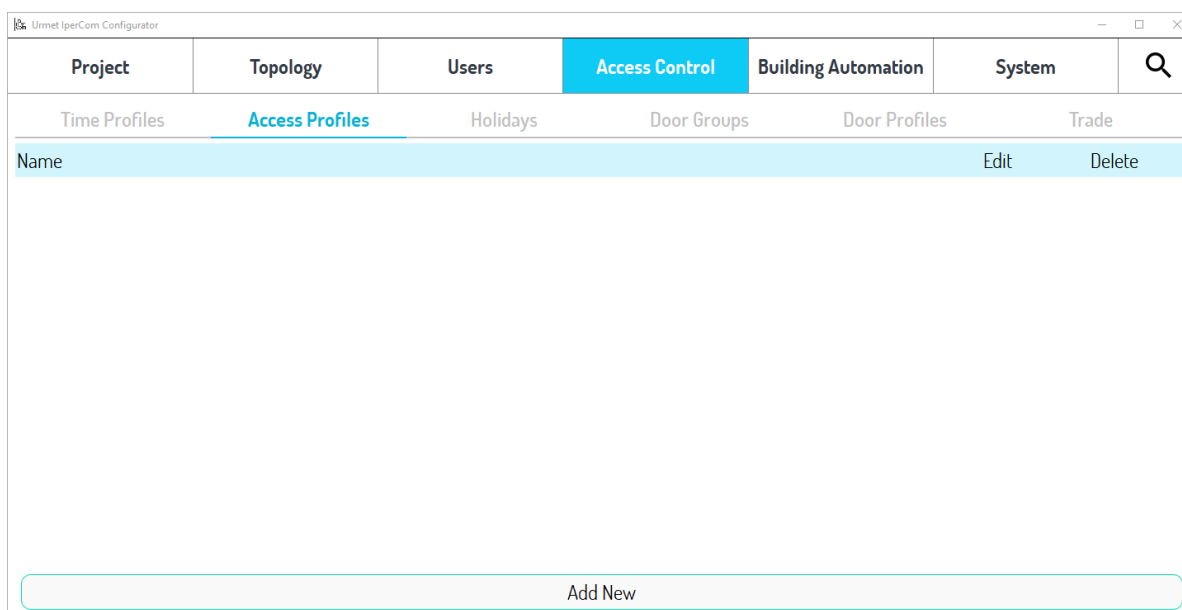 Urmet IperCom Configurator
Project Topology Users Access Control Building Automation System
Time Profiles Access Profiles Holidays Door Groups Door Profiles Trade
Name Edit Delete
Add New